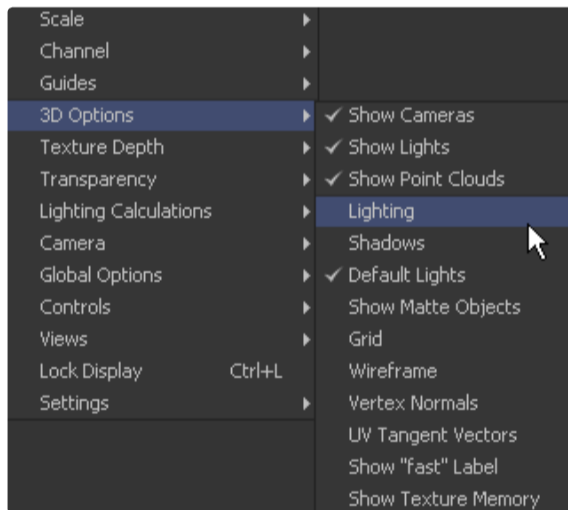 Scale
Channel
Guides
3D Options
Texture Depth
Transparency
Lighting Calculations
Camera
Global Options
Controls
Views
Lock Display Ctrl+L
Settings
Show Cameras
Show Lights
Show Point Clouds
Lighting
Shadows
Default Lights
Show Matte Objects
Grid
Wireframe
Vertex Normals
UV Tangent Vectors
Show "fast" Label
Show Texture Memory